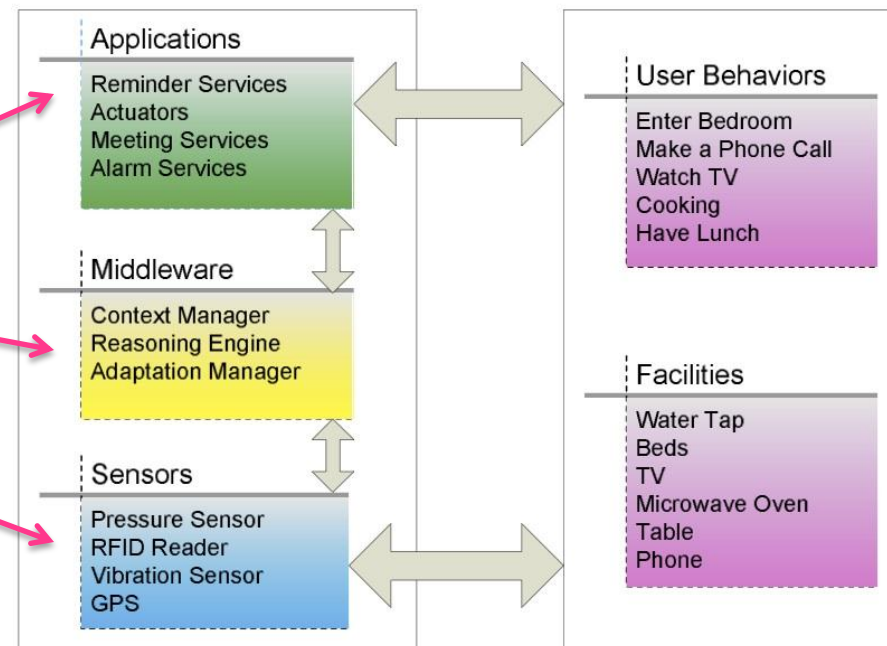 Applications
Reminder Services
Actuators
Meeting Services
Alarm Services
Middleware
Context Manager
Reasoning Engine
Adaptation Manager
Sensors
Pressure Sensor
RFID Reader
Vibration Sensor
GPS
User Behaviors
Enter Bedroom
Make a Phone Call
Watch TV
Cooking
Have Lunch
Facilities
Water Tap
Beds
TV
Microwave Oven
Table
Phone